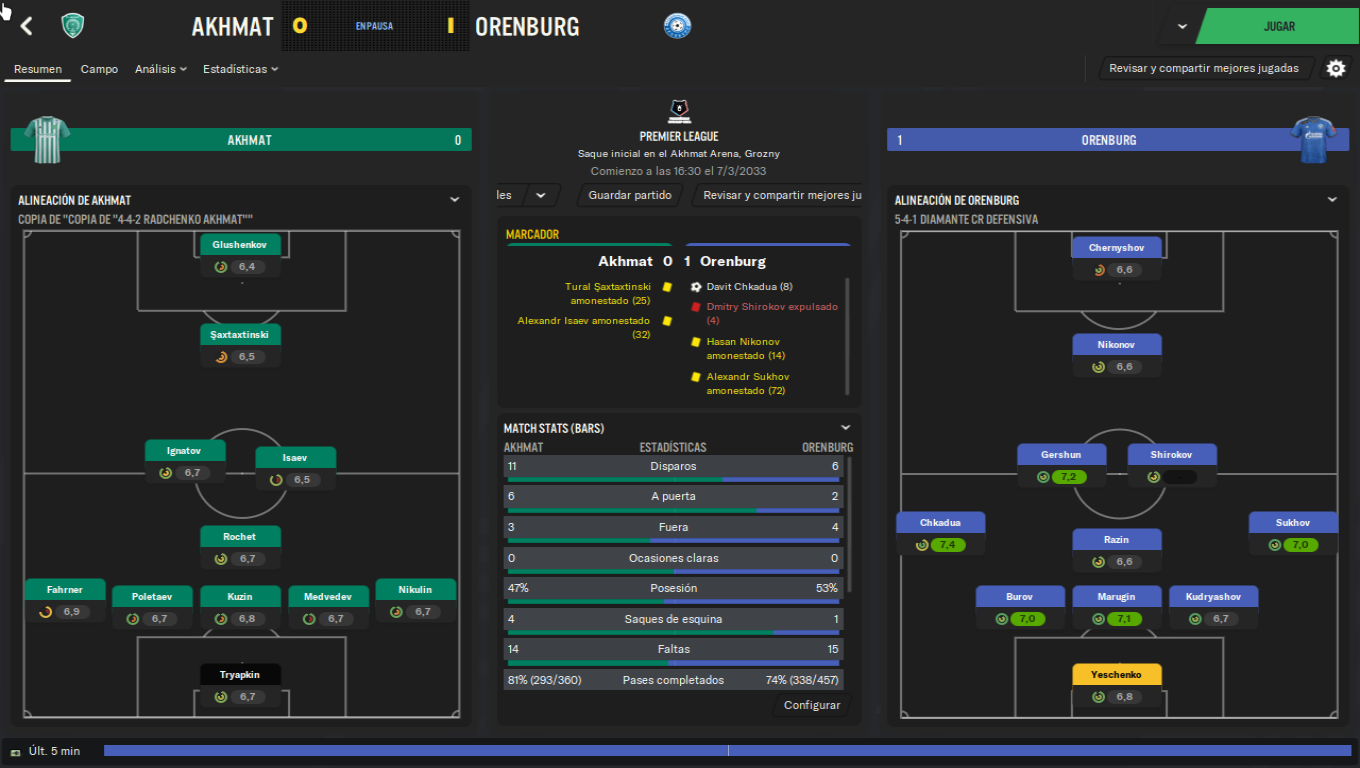 AKHMAT 0 EN PAUSA 1 ORENBURG
JUGAR
Resumen Campo Análisis Estadísticas
Revisar y compartir mejores jugadas
AKHMAT 0
PREMIER LEAGUE
Saque inicial en el Akhmat Arena, Grozny
Comienzo a las 16:30 el 7/3/2033
les Guardar partido Revisar y compartir mejores ju
1 ORENBURG
ALINEACIÓN DE AKHMAT
COPIA DE "COPIA DE "4-4-2 RADCHENKO AKHMAT""
Glushenkov
6,4
Şaxtaxtinski
6,5
Ignatov
6,7
Isaev
6,5
Rochet
6,7
Fahrner
6,9
Poletaev
6,7
Kuzin
6,8
Medvedev
6,7
Nikulin
6,7
Tryapkin
6,7
MARCADOR
Akhmat 0 1 Orenburg
Tural Şaxtaxtinski
amonestado (25)
Alexandr Isaev amonestado
(32)
Davit Chkadua (8)
Dmitry Shirokov expulsado
(4)
Hasan Nikonov
amonestado (14)
Alexandr Sukhov
amonestado (72)
MATCH STATS (BARS)
AKHMAT ESTADÍSTICAS ORENBURG
11 Disparos 6
6 A puerta 2
3 Fuera 4
0 Ocasiones claras 0
47% Posesión 53%
4 Saques de esquina 1
14 Faltas 15
81% (293/360) Pases completados 74% (338/457)
Configurar
ALINEACIÓN DE ORENBURG
5-4-1 DIAMANTE CR DEFENSIVA
Chernyshov
6,6
Nikonov
6,6
Gershun
7,2
Shirokov
-
Chkadua
7,4
Razin
6,6
Sukhov
7,0
Burov
7,0
Marugin
7,1
Kudryashov
6,7
Yeschenko
6,8
Últ. 5 min